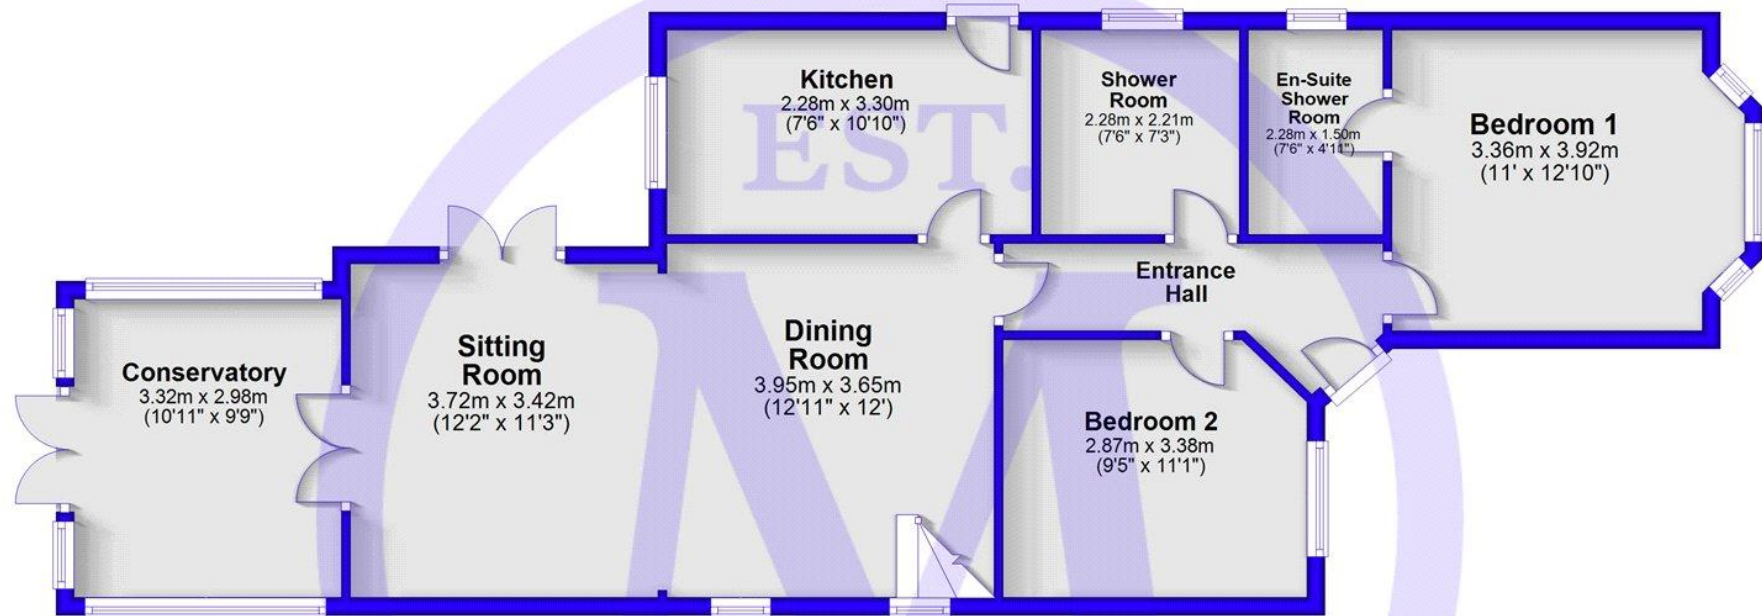 Kitchen
2.28m x 3.30m
(7'6" x 10'10")
Shower
Room
2.28m x 2.21m
(7'6" x 7'3")
En-Suite
Shower
Room
2.28m x 1.50m
(7'6" x 4'11")
Bedroom 1
3.36m x 3.92m
(11' x 12'10")
EST.
Entrance
Hall
Conservatory
3.32m x 2.98m
(10'11" x 9'9")
Sitting
Room
3.72m x 3.42m
(12'2" x 11'3")
Dining
Room
3.95m x 3.65m
(12'11" x 12')
Bedroom 2
2.87m x 3.38m
(9'5" x 11'1")
M